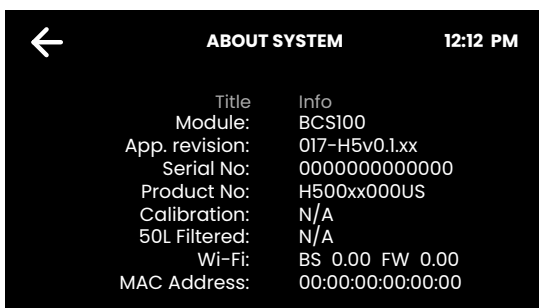 ABOUT SYSTEM 12:12 PM
Title Info
Module: BCS100
App. revision: 017-H5v0.1.xx
Serial No: 0000000000000
Product No: H500xx000US
Calibration: N/A
50L Filtered: N/A
Wi-Fi: BS 0.00 FW 0.00
MAC Address: 00:00:00:00:00:00